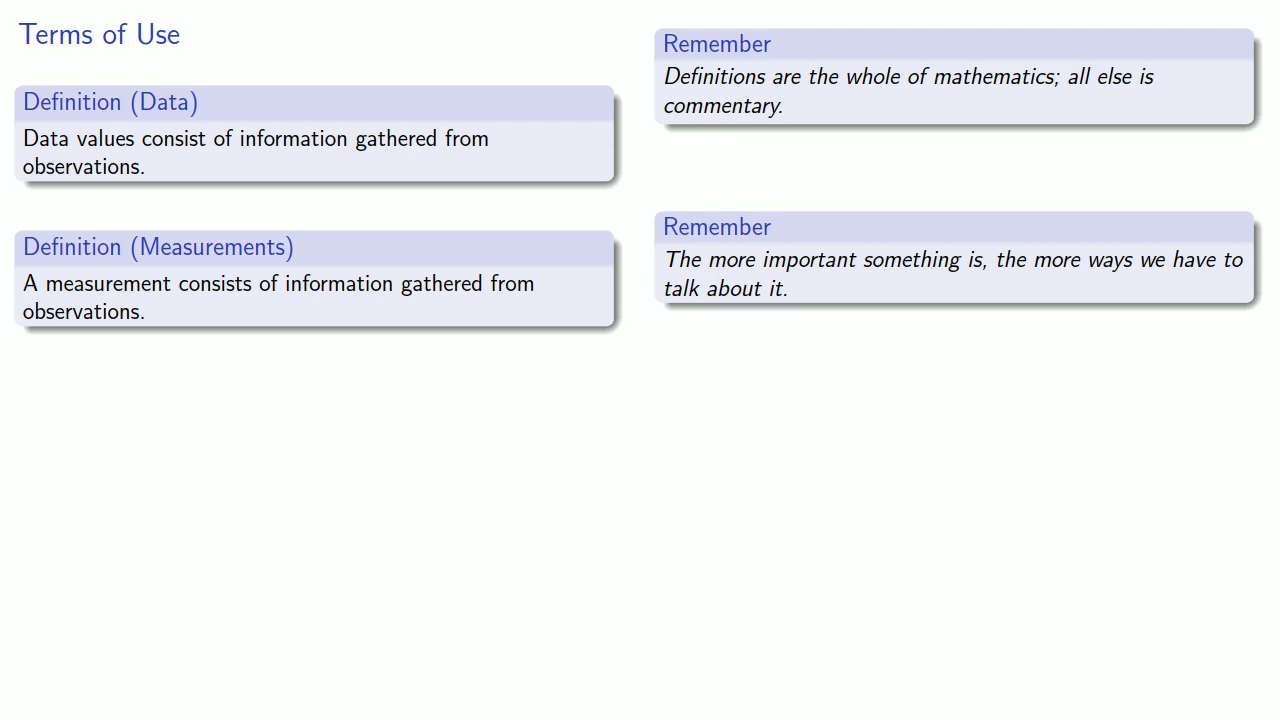 Terms of Use
Definition (Data)
Data values consist of information gathered from
observations.
Definition (Measurements)
A measurement consists of information gathered from
observations.
Remember
Definitions are the whole of mathematics; all else is
commentary.
Remember
The more important something is, the more ways we have to
talk about it.